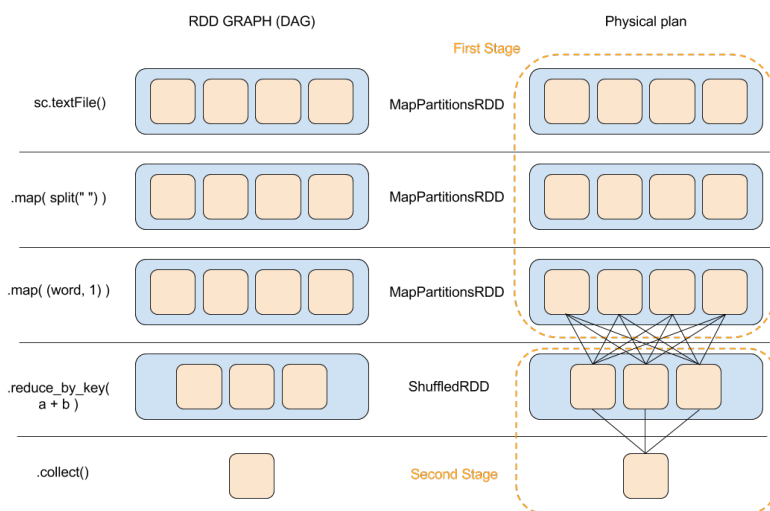 RDD GRAPH (DAG)
Physical plan
First Stage
sc.textFile()
MapPartitionsRDD
.map( split(" ") )
MapPartitionsRDD
.map( (word, 1) )
MapPartitionsRDD
.reduce_by_key(
a + b )
ShuffledRDD
.collect()
Second Stage